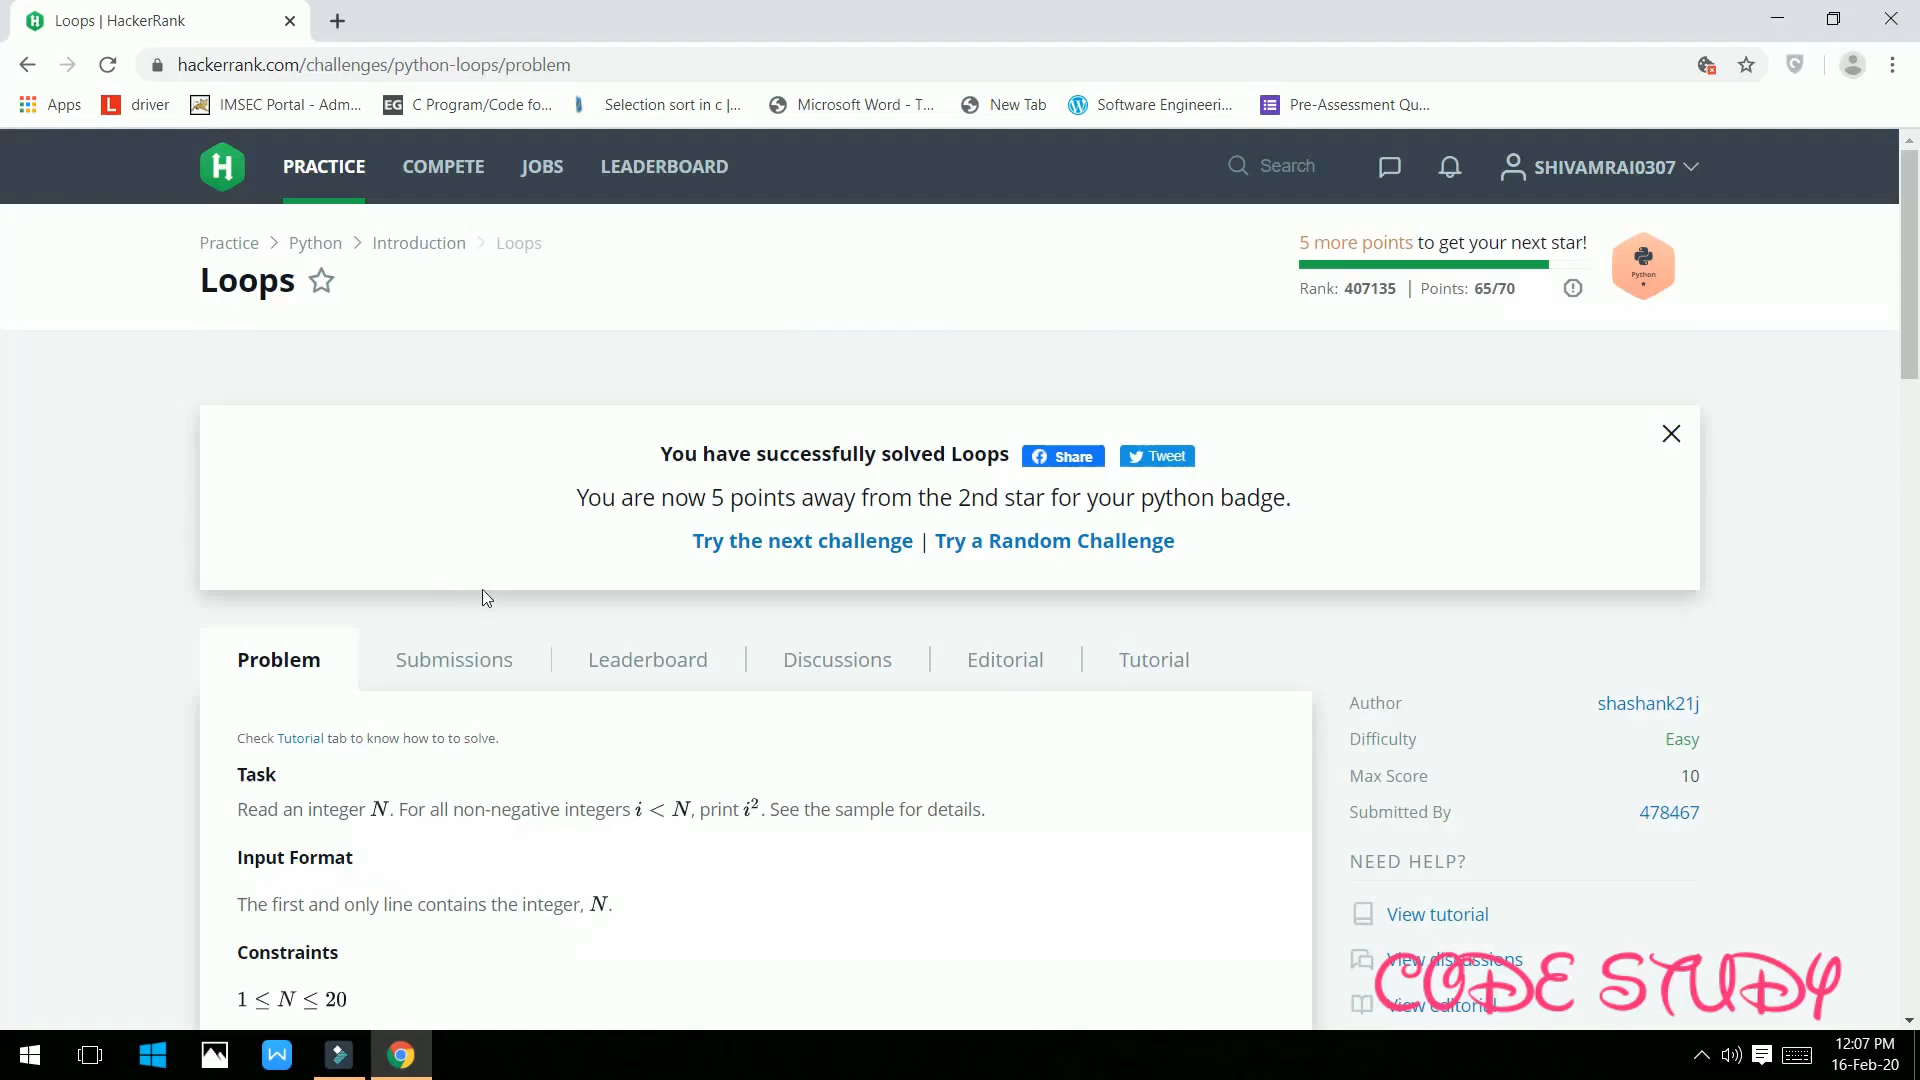 Loops | HackerRank
hackerrank.com/challenges/python-loops/problem
Apps driver IMSEC Portal - Adm... EG C Program/Code fo... Selection sort in c |... Microsoft Word - T... New Tab Software Engineeri... Pre-Assessment Qu...
PRACTICE COMPETE JOBS LEADERBOARD Search SHIVAMRAI0307
Practice > Python > Introduction > Loops
Loops
5 more points to get your next star!
Rank: 407135 | Points: 65/70
Python
You have successfully solved Loops Share Tweet
You are now 5 points away from the 2nd star for your python badge.
Try the next challenge | Try a Random Challenge
Problem Submissions Leaderboard Discussions Editorial Tutorial
Check Tutorial tab to know how to to solve.
Task
Read an integer N. For all non-negative integers i < N, print i². See the sample for details.
Input Format
The first and only line contains the integer, N.
Constraints
1 ≤ N ≤ 20
Author shashank21j
Difficulty Easy
Max Score 10
Submitted By 478467
NEED HELP?
View tutorial
View discussions
View editorial
CODE STUDY
12:07 PM
16-Feb-20